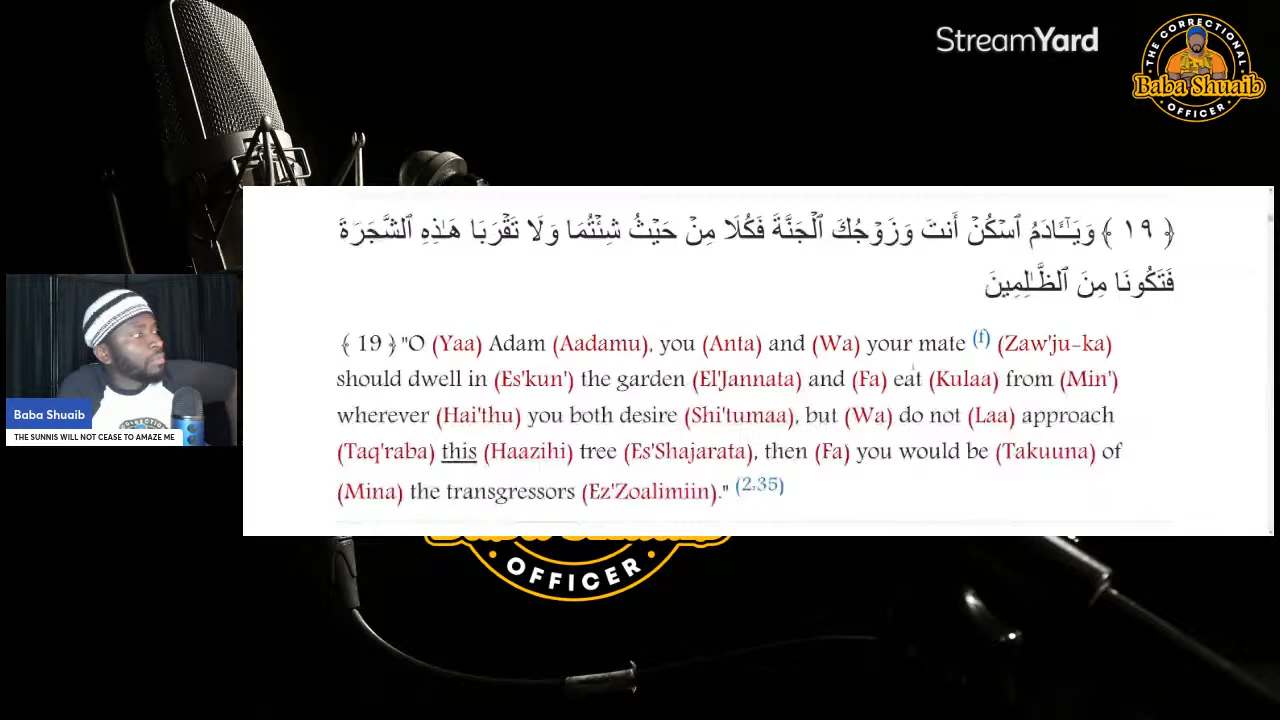 StreamYard
THE CORRECTIONAL
Baba Shuaib
OFFICER
﴿ ١٩ ﴾ وَيَـٰٓـَٔادَمُ ٱسْكُنْ أَنتَ وَزَوْجُكَ ٱلْجَنَّةَ فَكُلَا مِنْ حَيْثُ شِئْتُمَا وَلَا تَقْرَبَا هَـٰذِهِ ٱلشَّجَرَةَ
فَتَكُونَا مِنَ ٱلظَّـٰلِمِينَ
﴾ 19 ﴿ "O (Yaa) Adam (Aadamu), you (Anta) and (Wa) your mate (f) (Zaw'ju-ka)
should dwell in (Es'kun') the garden (El'Jannata) and (Fa) eat (Kulaa) from (Min')
wherever (Hai'thu) you both desire (Shi'tumaa), but (Wa) do not (Laa) approach
(Taq'raba) this (Haazihi) tree (Es'Shajarata), then (Fa) you would be (Takuuna) of
(Mina) the transgressors (Ez'Zoalimiin)." (2:35)
Baba Shuaib
THE SUNNIS WILL NOT CEASE TO AMAZE ME
Baba Shuaib
OFFICER